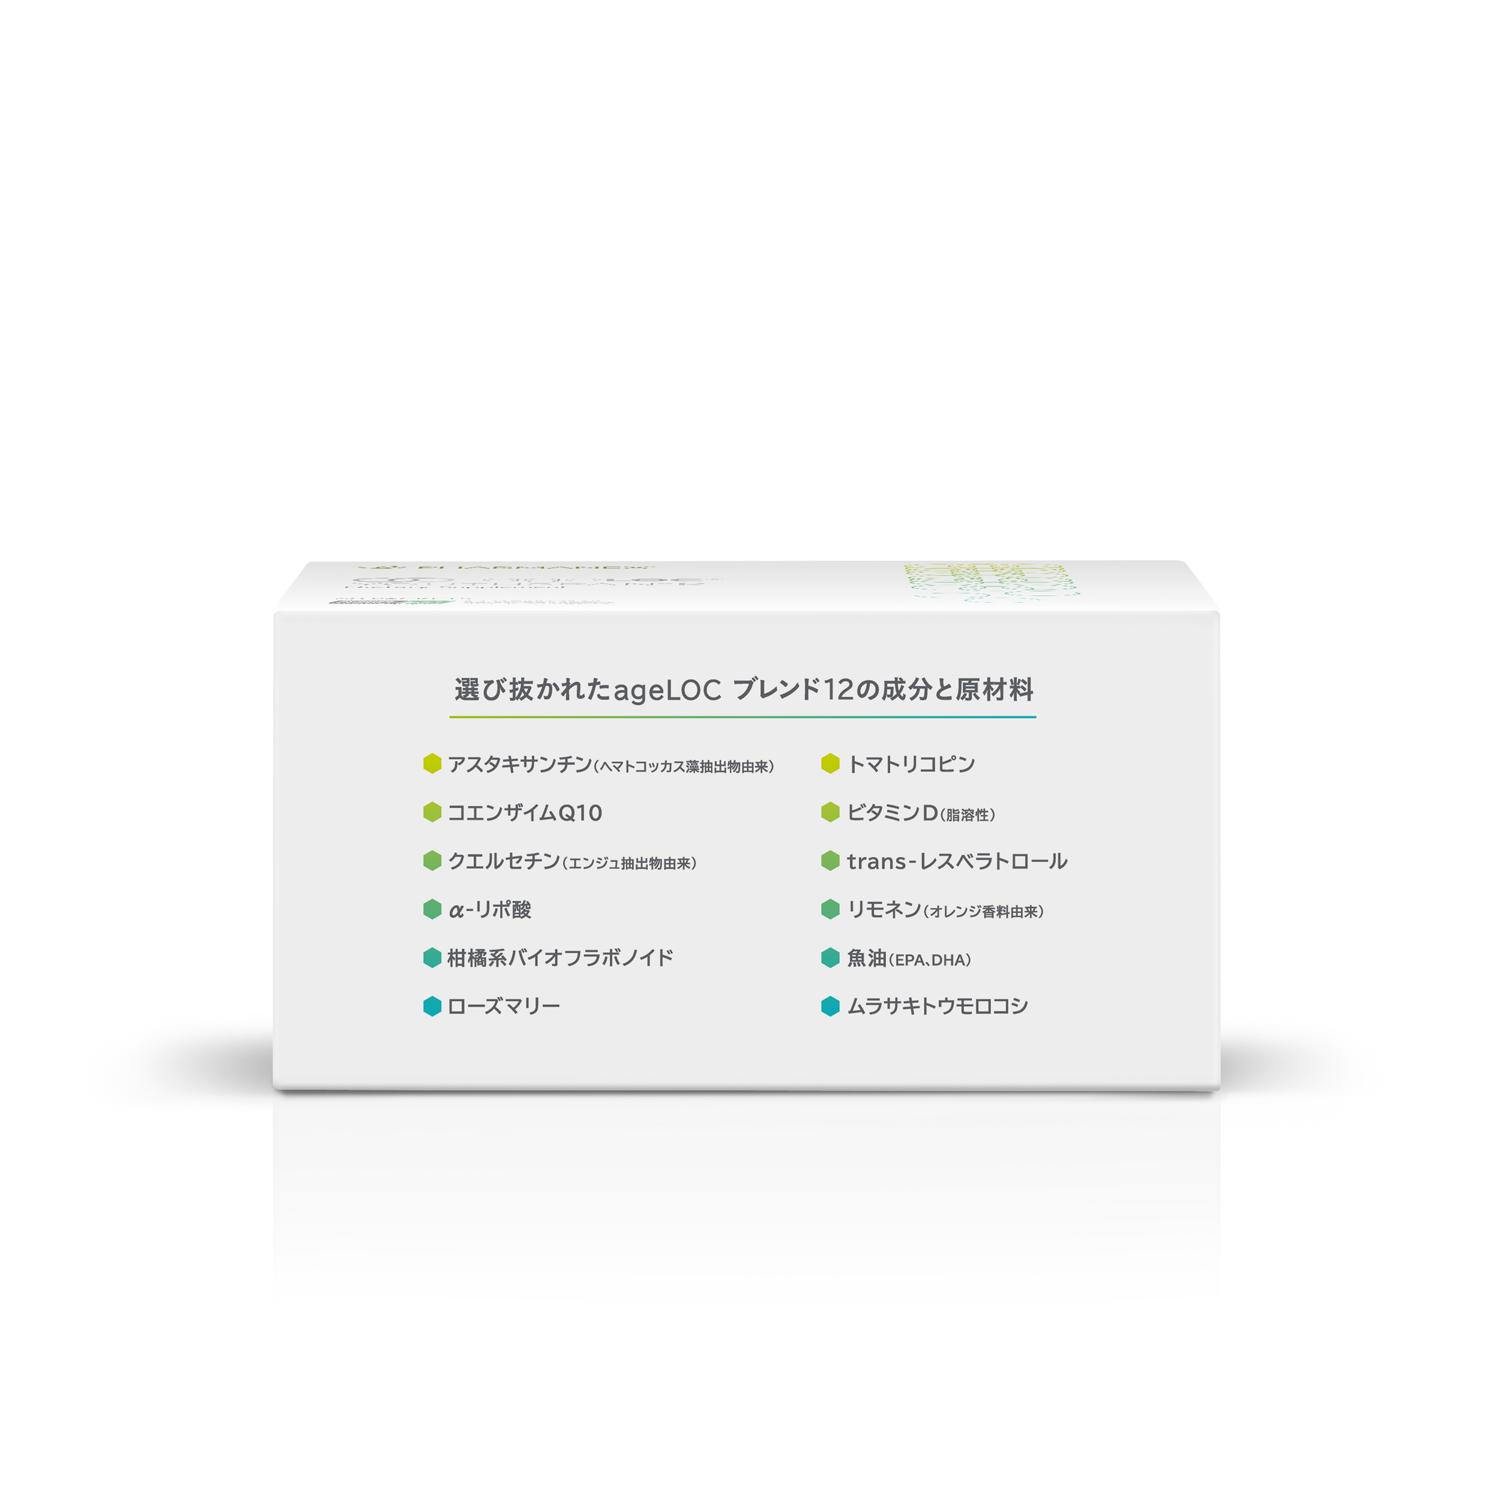 PHARMANEX
選び抜かれたageLOC ブレンド12の成分と原材料
アスタキサンチン（ヘマトコッカス藻抽出物由来）
コエンザイムQ10
クエルセチン（エンジュ抽出物由来）
α-リポ酸
柑橘系バイオフラボノイド
ローズマリー
トマトリコピン
ビタミンD（脂溶性）
trans-レスベラトロール
リモネン（オレンジ香料由来）
魚油（EPA、DHA）
ムラサキトウモロコシ